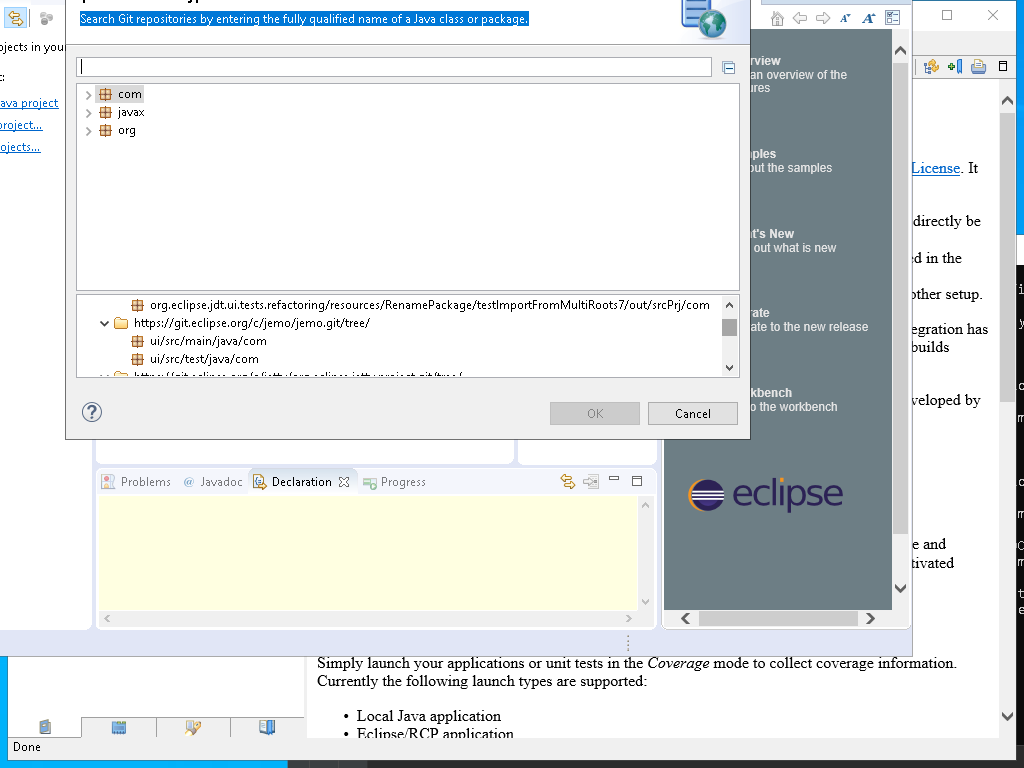 Search Git repositories by entering the fully qualified name of a Java class or package.
ojects in you
ava project
project...
ojects...
com
javax
org
org.eclipse.jdt.ui.tests.refactoring/resources/RenamePackage/testImportFromMultiRoots7/out/srcPrj/com
https://git.eclipse.org/c/jemo/jemo.git/tree/
ui/src/main/java/com
ui/src/test/java/com
OK
Cancel
rview
an overview of the
ures
ples
out the samples
t's New
out what is new
rate
ate to the new release
kbench
o the workbench
eclipse
License. It
directly be
d in the
other setup.
egration has
builds
veloped by
e and
tivated
Problems
@ Javadoc
Declaration
Progress
Simply launch your applications or unit tests in the Coverage mode to collect coverage information.
Currently the following launch types are supported:
• Local Java application
• Eclipse/RCP application
Done